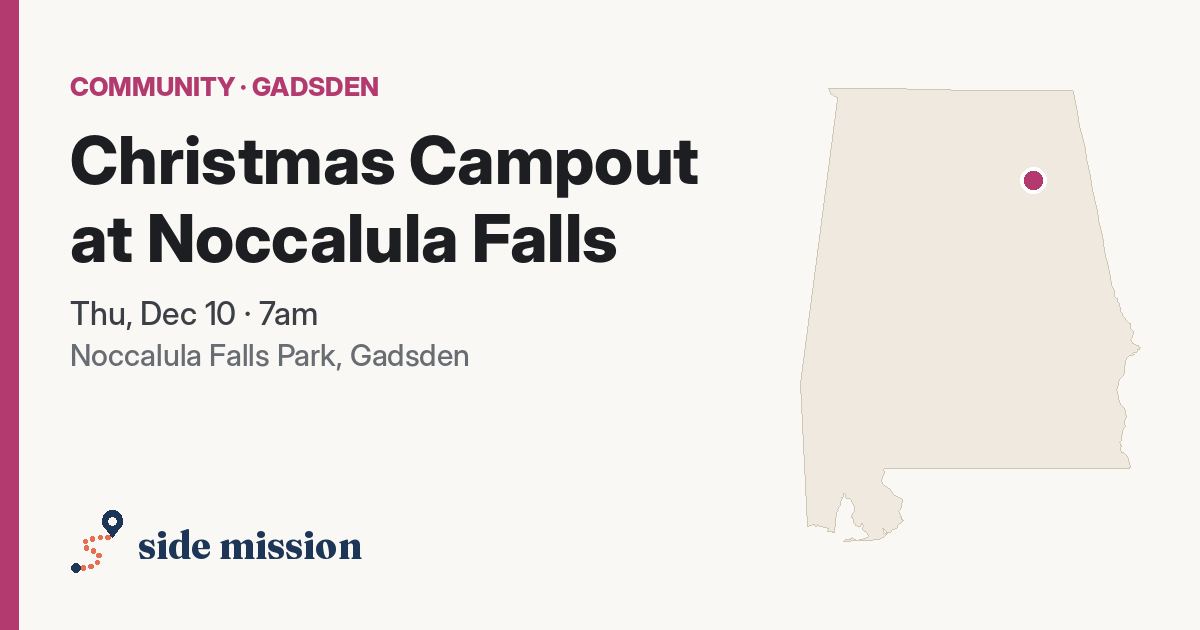 COMMUNITY · GADSDEN
Christmas Campout
at Noccalula Falls
Thu, Dec 10 · 7am
Noccalula Falls Park, Gadsden
side mission